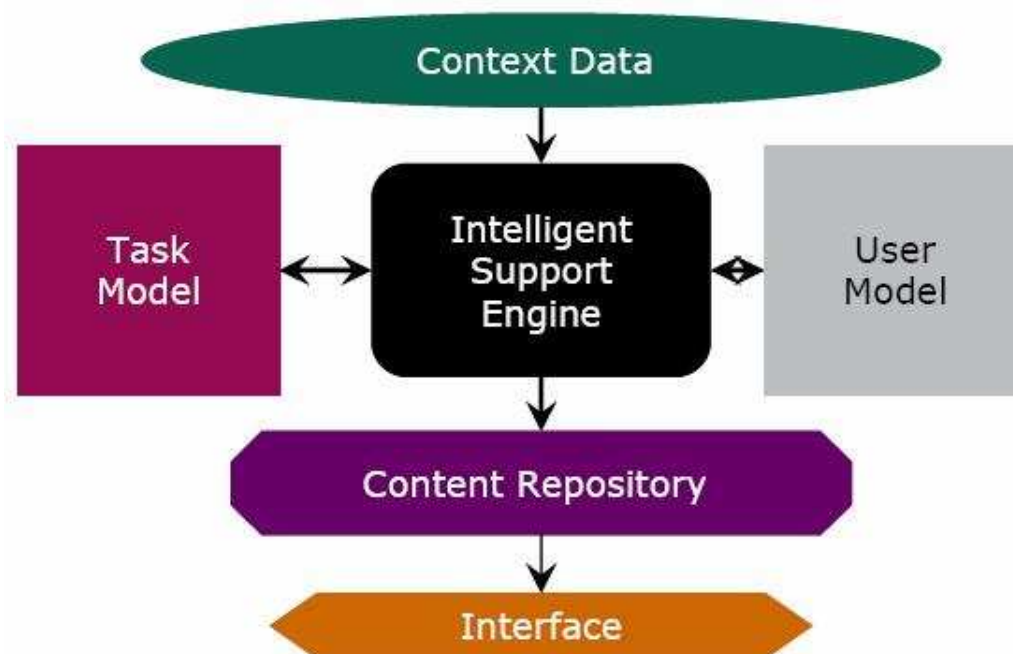 Context Data
Task
Model
Intelligent
Support
Engine
User
Model
Content Repository
Interface